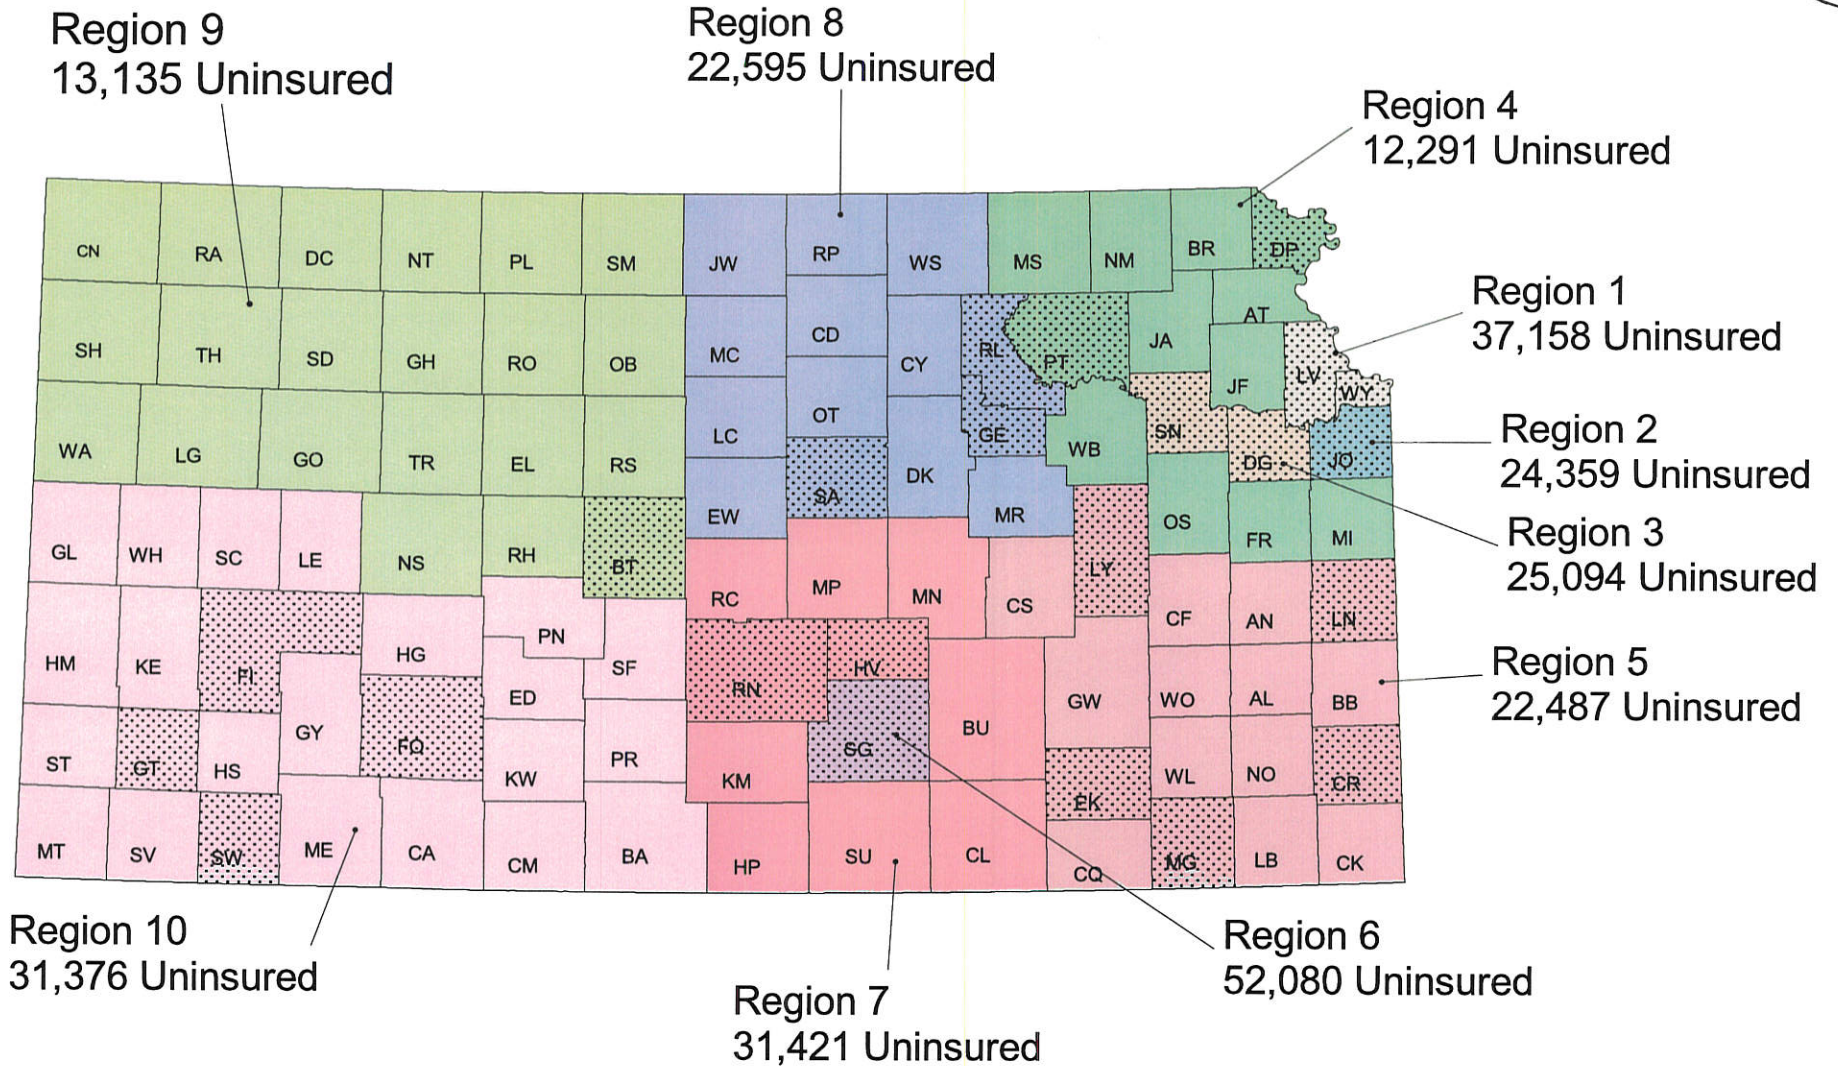 Region 9
13,135 Uninsured
Region 8
22,595 Uninsured
Region 4
12,291 Uninsured
Region 1
37,158 Uninsured
Region 2
24,359 Uninsured
Region 3
25,094 Uninsured
Region 5
22,487 Uninsured
Region 6
52,080 Uninsured
Region 7
31,421 Uninsured
Region 10
31,376 Uninsured
CN
RA
DC
NT
PL
SM
JW
RP
WS
MS
NM
BR
DP
SH
TH
SD
GH
RO
OB
MC
CD
CY
RL
PT
JA
AT
JF
LV
WY
WA
LG
GO
TR
EL
RS
LC
OT
DK
GE
WB
SN
DG
JO
GL
WH
SC
LE
NS
RH
BT
EW
SA
MR
OS
FR
MI
HM
KE
FI
HG
PN
SF
RC
MP
MN
CS
LY
CF
AN
LN
ED
RN
HV
ST
GT
HS
GY
FO
KW
PR
KM
SG
BU
GW
WO
AL
BB
EK
WL
NO
CR
MT
SV
SW
ME
CA
CM
BA
HP
SU
CL
CQ
MG
LB
CK